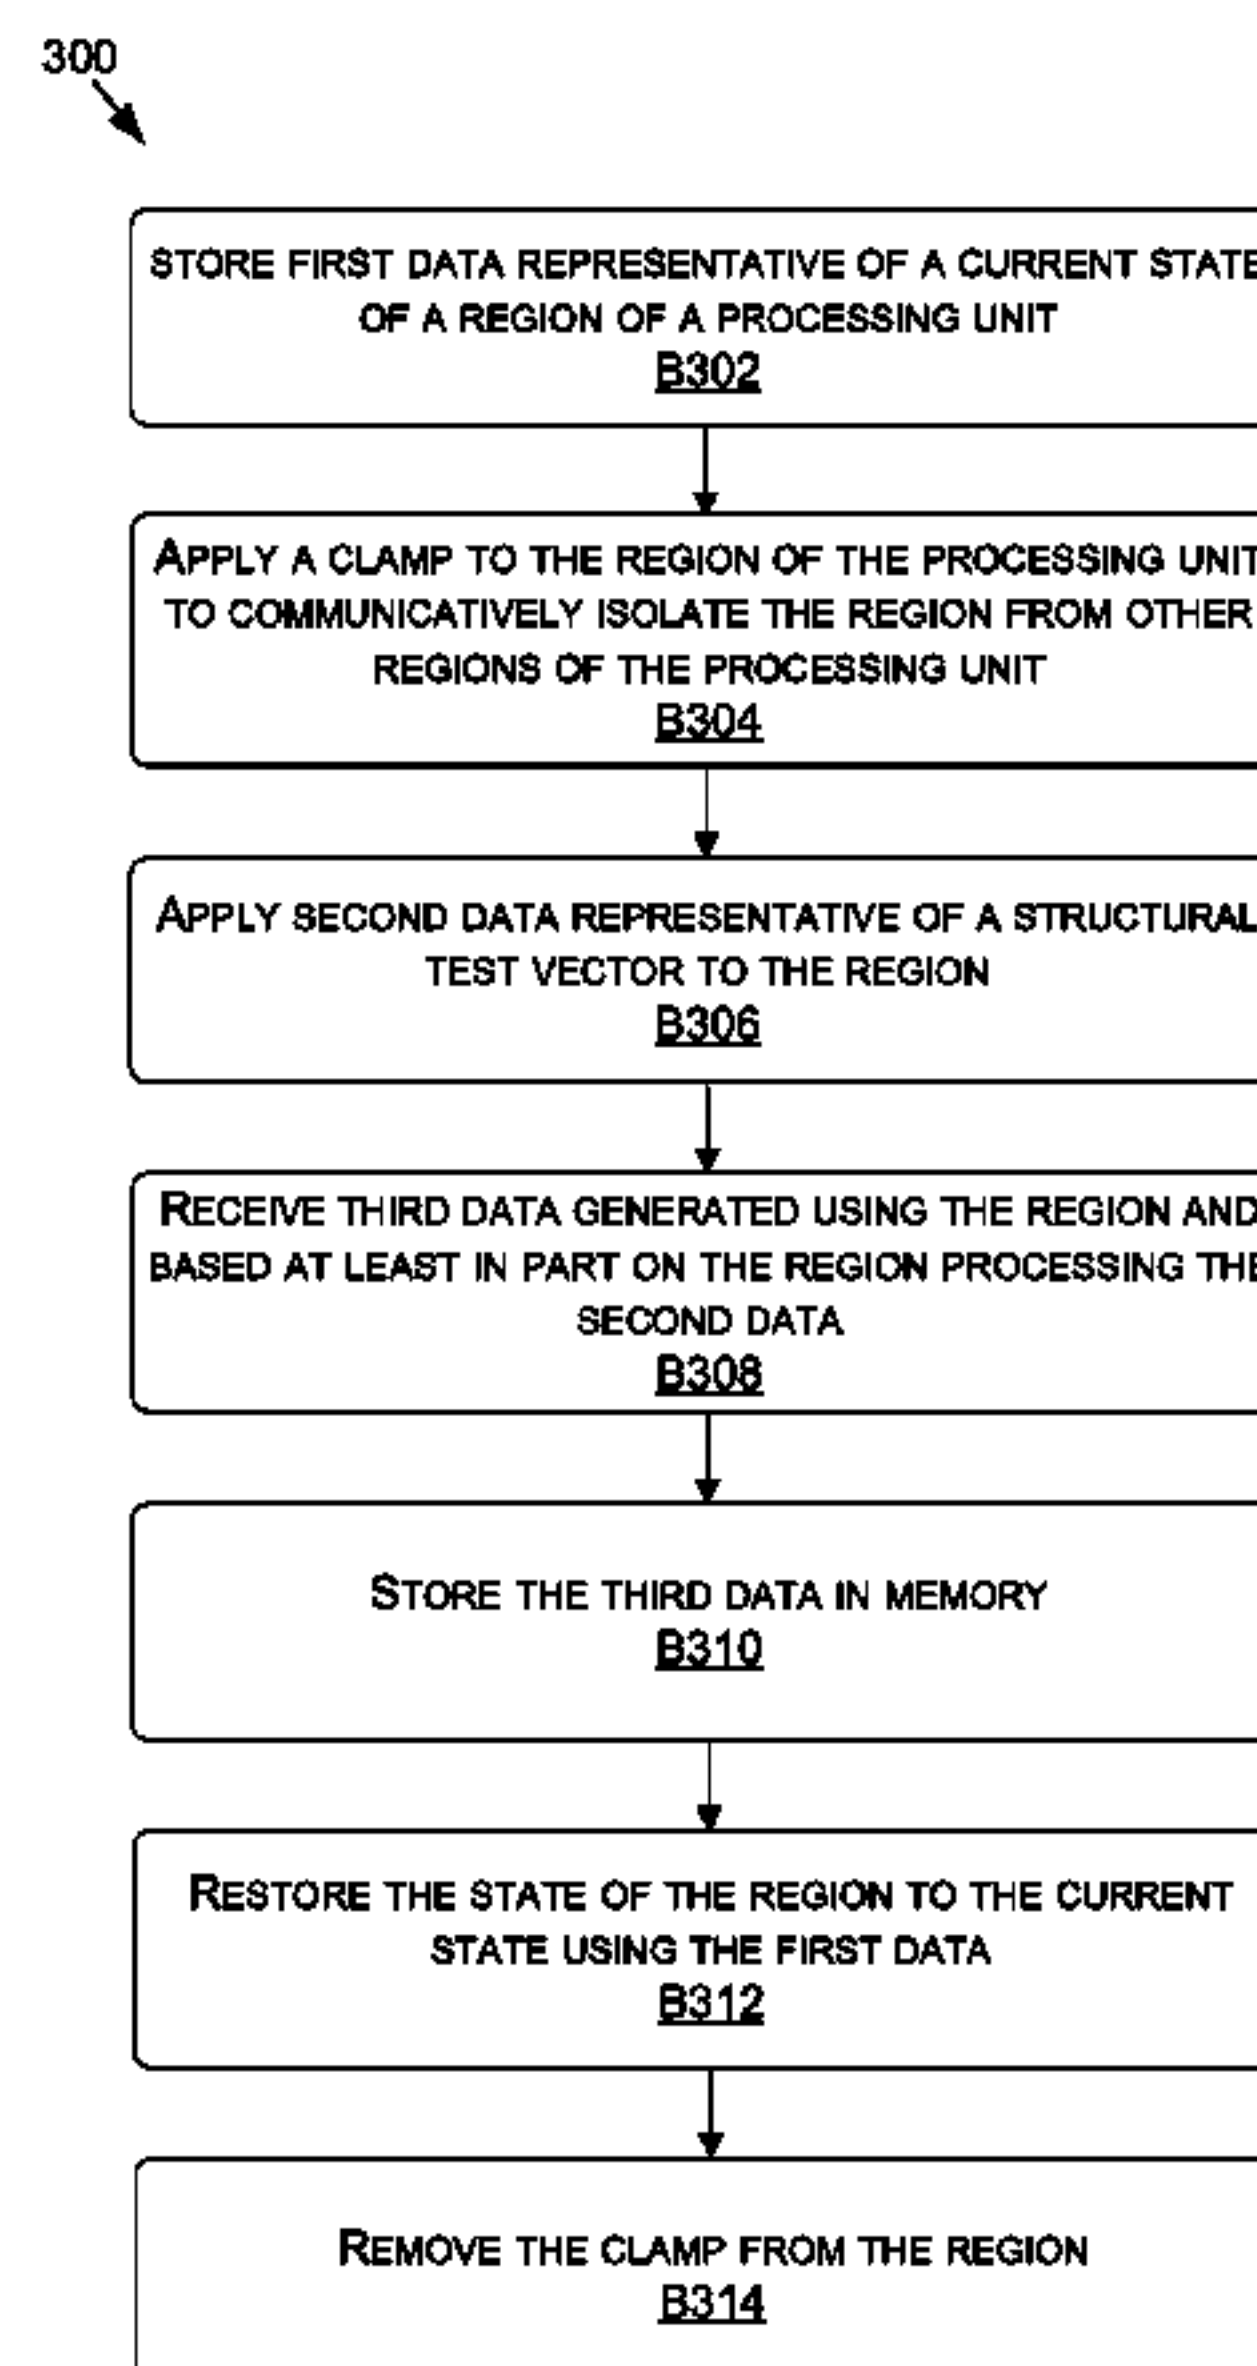 300
STORE FIRST DATA REPRESENTATIVE OF A CURRENT STATE
OF A REGION OF A PROCESSING UNIT
B302
APPLY A CLAMP TO THE REGION OF THE PROCESSING UNIT
TO COMMUNICATIVELY ISOLATE THE REGION FROM OTHER
REGIONS OF THE PROCESSING UNIT
B304
APPLY SECOND DATA REPRESENTATIVE OF A STRUCTURAL
TEST VECTOR TO THE REGION
B306
RECEIVE THIRD DATA GENERATED USING THE REGION AND
BASED AT LEAST IN PART ON THE REGION PROCESSING THE
SECOND DATA
B308
STORE THE THIRD DATA IN MEMORY
B310
RESTORE THE STATE OF THE REGION TO THE CURRENT
STATE USING THE FIRST DATA
B312
REMOVE THE CLAMP FROM THE REGION
B314